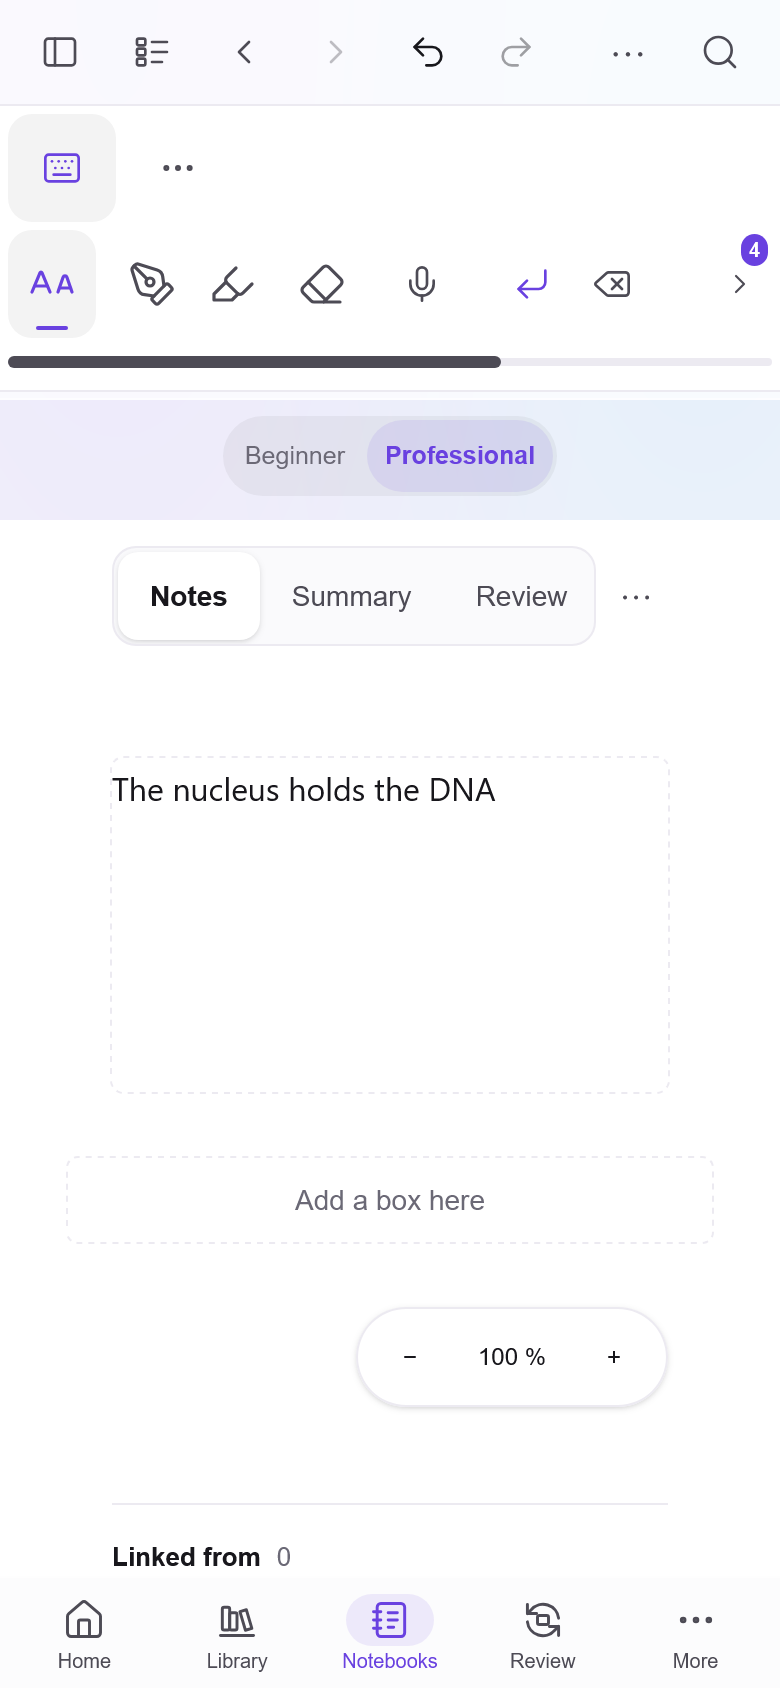 4
Beginner Professional
Notes Summary Review
The nucleus holds the DNA
Add a box here
− 100 % +
Linked from 0
Home Library Notebooks Review More